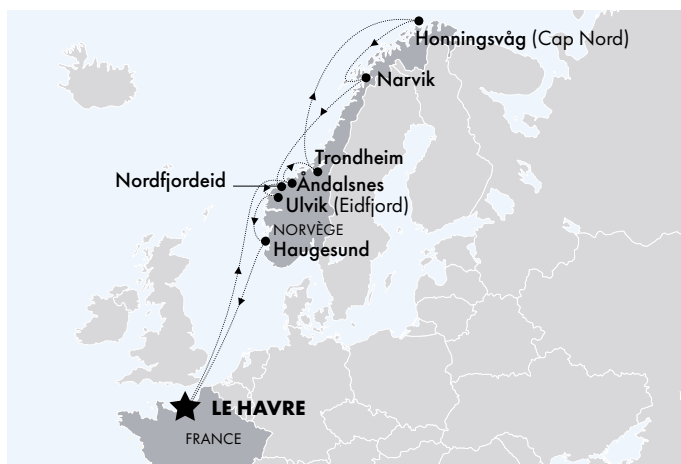 Honningsvåg (Cap Nord)
Narvik
Trondheim
Nordfjordeid
Åndalsnes
Ulvik (Eidfjord)
NORVÈGE
Haugesund
LE HAVRE
FRANCE